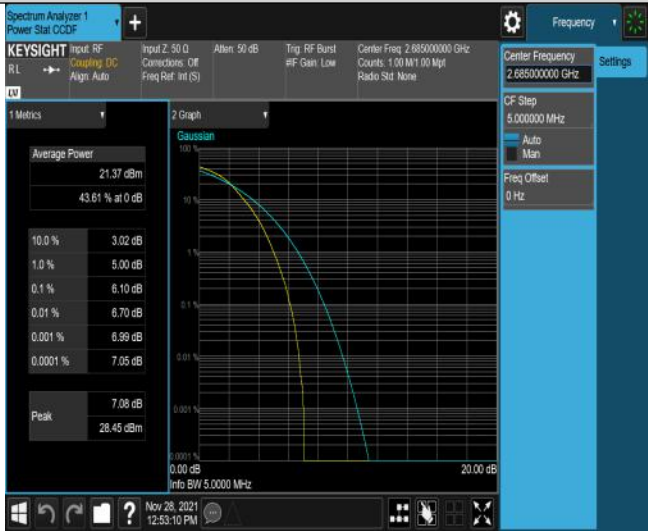 Spectrum Analyzer 1
Power Stat CCDF
+
Frequency
KEYSIGHT
RL
LXI
Input: RF
Coupling: DC
Align: Auto
Input Z: 50 Ω
Corrections: Off
Freq Ref: Int (S)
Atten: 50 dB
Trig: RF Burst
#IF Gain: Low
Center Freq: 2.685000000 GHz
Counts: 1.00 M/1.00 Mpt
Radio Std: None
Center Frequency
2.685000000 GHz
Settings
CF Step
5.000000 MHz
Auto
Man
Freq Offset
0 Hz
1 Metrics
Average Power
21.37 dBm
43.61 % at 0 dB
10.0 % 3.02 dB
1.0 % 5.00 dB
0.1 % 6.10 dB
0.01 % 6.70 dB
0.001 % 6.99 dB
0.0001 % 7.05 dB
Peak
7.08 dB
28.45 dBm
2 Graph
Gaussian
100 %
10 %
1 %
0.1 %
0.01 %
0.001 %
0.0001 %
0.00 dB 20.00 dB
Info BW 5.0000 MHz
?
Nov 28, 2021
12:53:10 PM